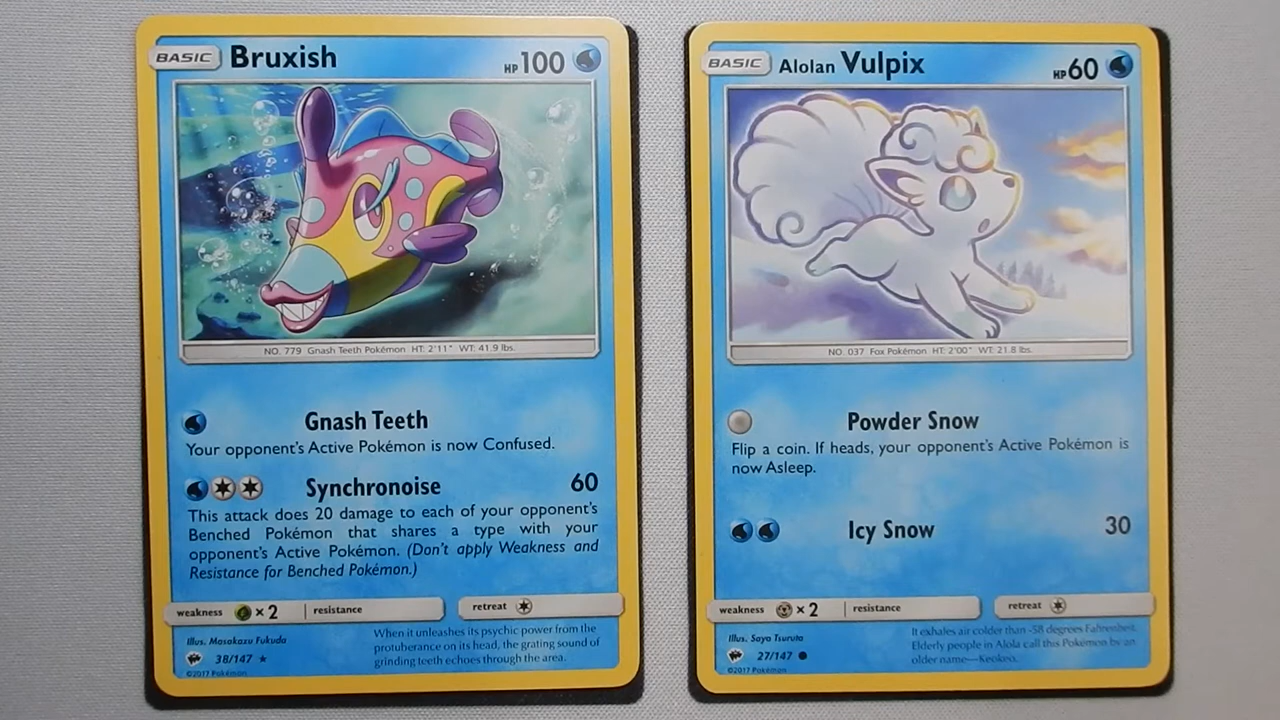 BASIC Bruxish HP 100
NO. 779 Gnash Teeth Pokémon HT: 2'11" WT: 41.9 lbs.
Gnash Teeth
Your opponent's Active Pokémon is now Confused.
Synchronoise 60
This attack does 20 damage to each of your opponent's
Benched Pokémon that shares a type with your
opponent's Active Pokémon. (Don't apply Weakness and
Resistance for Benched Pokémon.)
weakness ×2 resistance retreat
Illus. Masakazu Fukuda
38/147 ★
©2017 Pokémon
When it unleashes its psychic power from the
protuberance on its head, the grating sound of
grinding teeth echoes through the area.
BASIC Alolan Vulpix HP 60
NO. 037 Fox Pokémon HT: 2'00" WT: 21.8 lbs.
Powder Snow
Flip a coin. If heads, your opponent's Active Pokémon is
now Asleep.
Icy Snow 30
weakness ×2 resistance retreat
Illus. Saya Tsuruta
27/147 ●
©2017 Pokémon
It exhales air colder than -58 degrees Fahrenheit.
Elderly people in Alola call this Pokémon by an
older name—Keokeo.